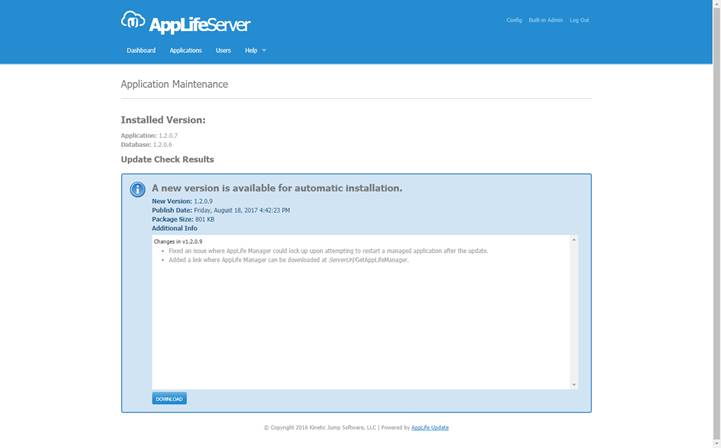 AppLifeServer
Config Built-in Admin Log Out
Dashboard Applications Users Help
Application Maintenance
Installed Version:
Application: 1.2.0.7
Database: 1.2.0.6
Update Check Results
A new version is available for automatic installation.
New Version: 1.2.0.9
Publish Date: Friday, August 18, 2017 4:42:23 PM
Package Size: 801 KB
Additional Info
Changes in v1.2.0.9
Fixed an issue where AppLife Manager could lock up upon attempting to restart a managed application after the update.
Added a link where AppLife Manager can be downloaded at ServerUrl/GetAppLifeManager.
DOWNLOAD
© Copyright 2016 Kinetic Jump Software, LLC | Powered by AppLife Update